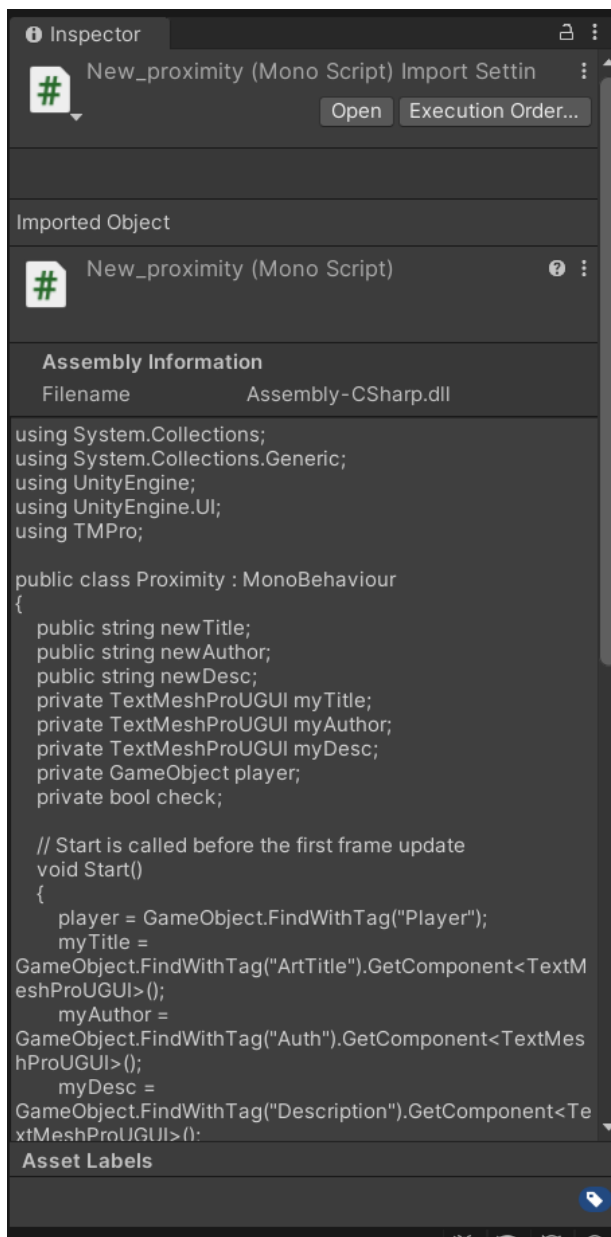 Inspector
New_proximity (Mono Script) Import Settin
#
Open Execution Order...
Imported Object
New_proximity (Mono Script)
#
Assembly Information
Filename Assembly-CSharp.dll
using System.Collections;
using System.Collections.Generic;
using UnityEngine;
using UnityEngine.UI;
using TMPro;
public class Proximity : MonoBehaviour
{
public string newTitle;
public string newAuthor;
public string newDesc;
private TextMeshProUGUI myTitle;
private TextMeshProUGUI myAuthor;
private TextMeshProUGUI myDesc;
private GameObject player;
private bool check;
// Start is called before the first frame update
void Start()
{
player = GameObject.FindWithTag("Player");
myTitle =
GameObject.FindWithTag("ArtTitle").GetComponent<TextM
eshProUGUI>();
myAuthor =
GameObject.FindWithTag("Auth").GetComponent<TextMes
hProUGUI>();
myDesc =
GameObject.FindWithTag("Description").GetComponent<Te
xtMeshProUGUI>();
Asset Labels